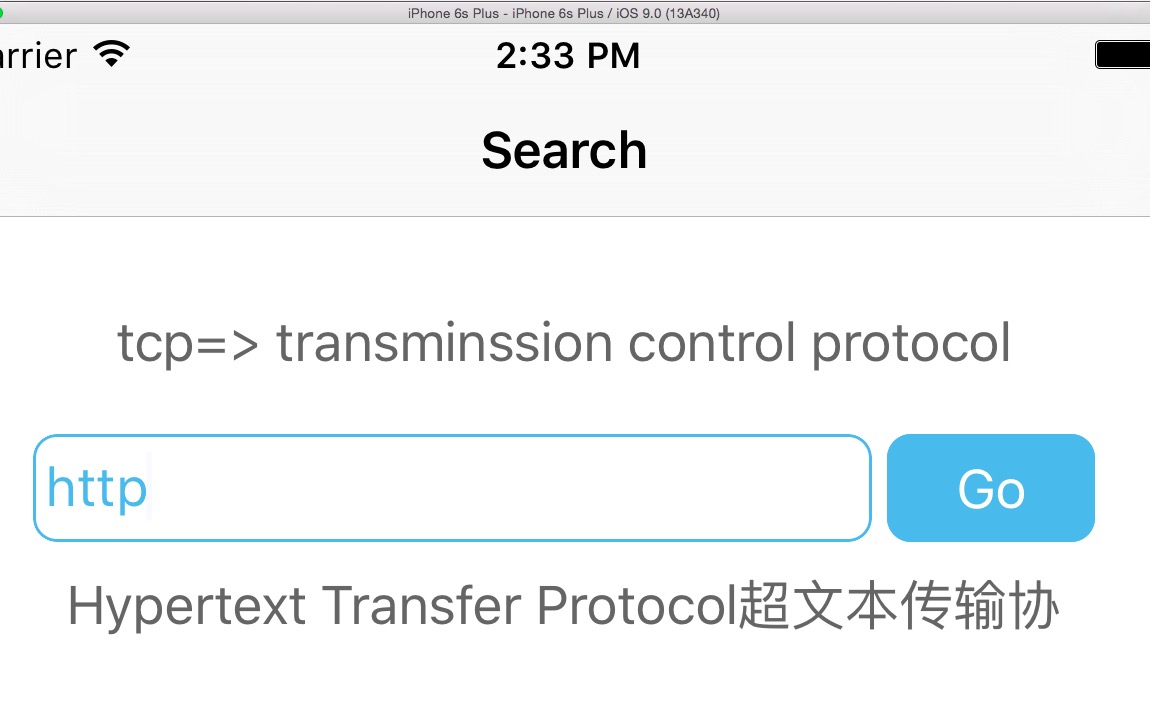 iPhone 6s Plus - iPhone 6s Plus / iOS 9.0 (13A340)
arrier 2:33 PM
Search
tcp=> transminssion control protocol
http Go
Hypertext Transfer Protocol超文本传输协